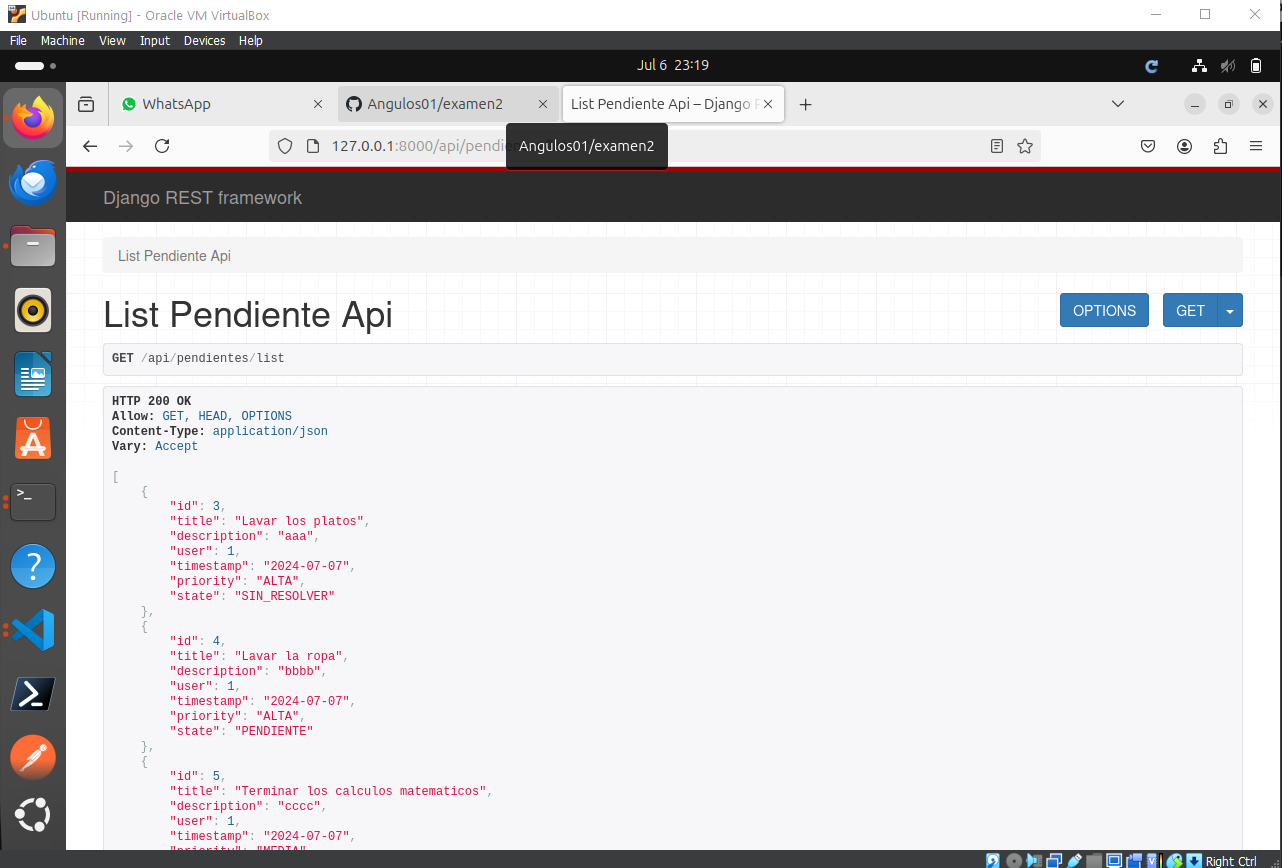 Ubuntu [Running] - Oracle VM VirtualBox
File Machine View Input Devices Help
Jul 6 23:19
WhatsApp
Angulos01/examen2
List Pendiente Api – Django
127.0.0.1:8000/api/pendie
Angulos01/examen2
Django REST framework
List Pendiente Api
List Pendiente Api
OPTIONS
GET
GET /api/pendientes/list
HTTP 200 OK
Allow: GET, HEAD, OPTIONS
Content-Type: application/json
Vary: Accept
[
{
"id": 3,
"title": "Lavar los platos",
"description": "aaa",
"user": 1,
"timestamp": "2024-07-07",
"priority": "ALTA",
"state": "SIN_RESOLVER"
},
{
"id": 4,
"title": "Lavar la ropa",
"description": "bbbb",
"user": 1,
"timestamp": "2024-07-07",
"priority": "ALTA",
"state": "PENDIENTE"
},
{
"id": 5,
"title": "Terminar los calculos matematicos",
"description": "cccc",
"user": 1,
"timestamp": "2024-07-07",
"priority": "MEDIA",
Right Ctrl